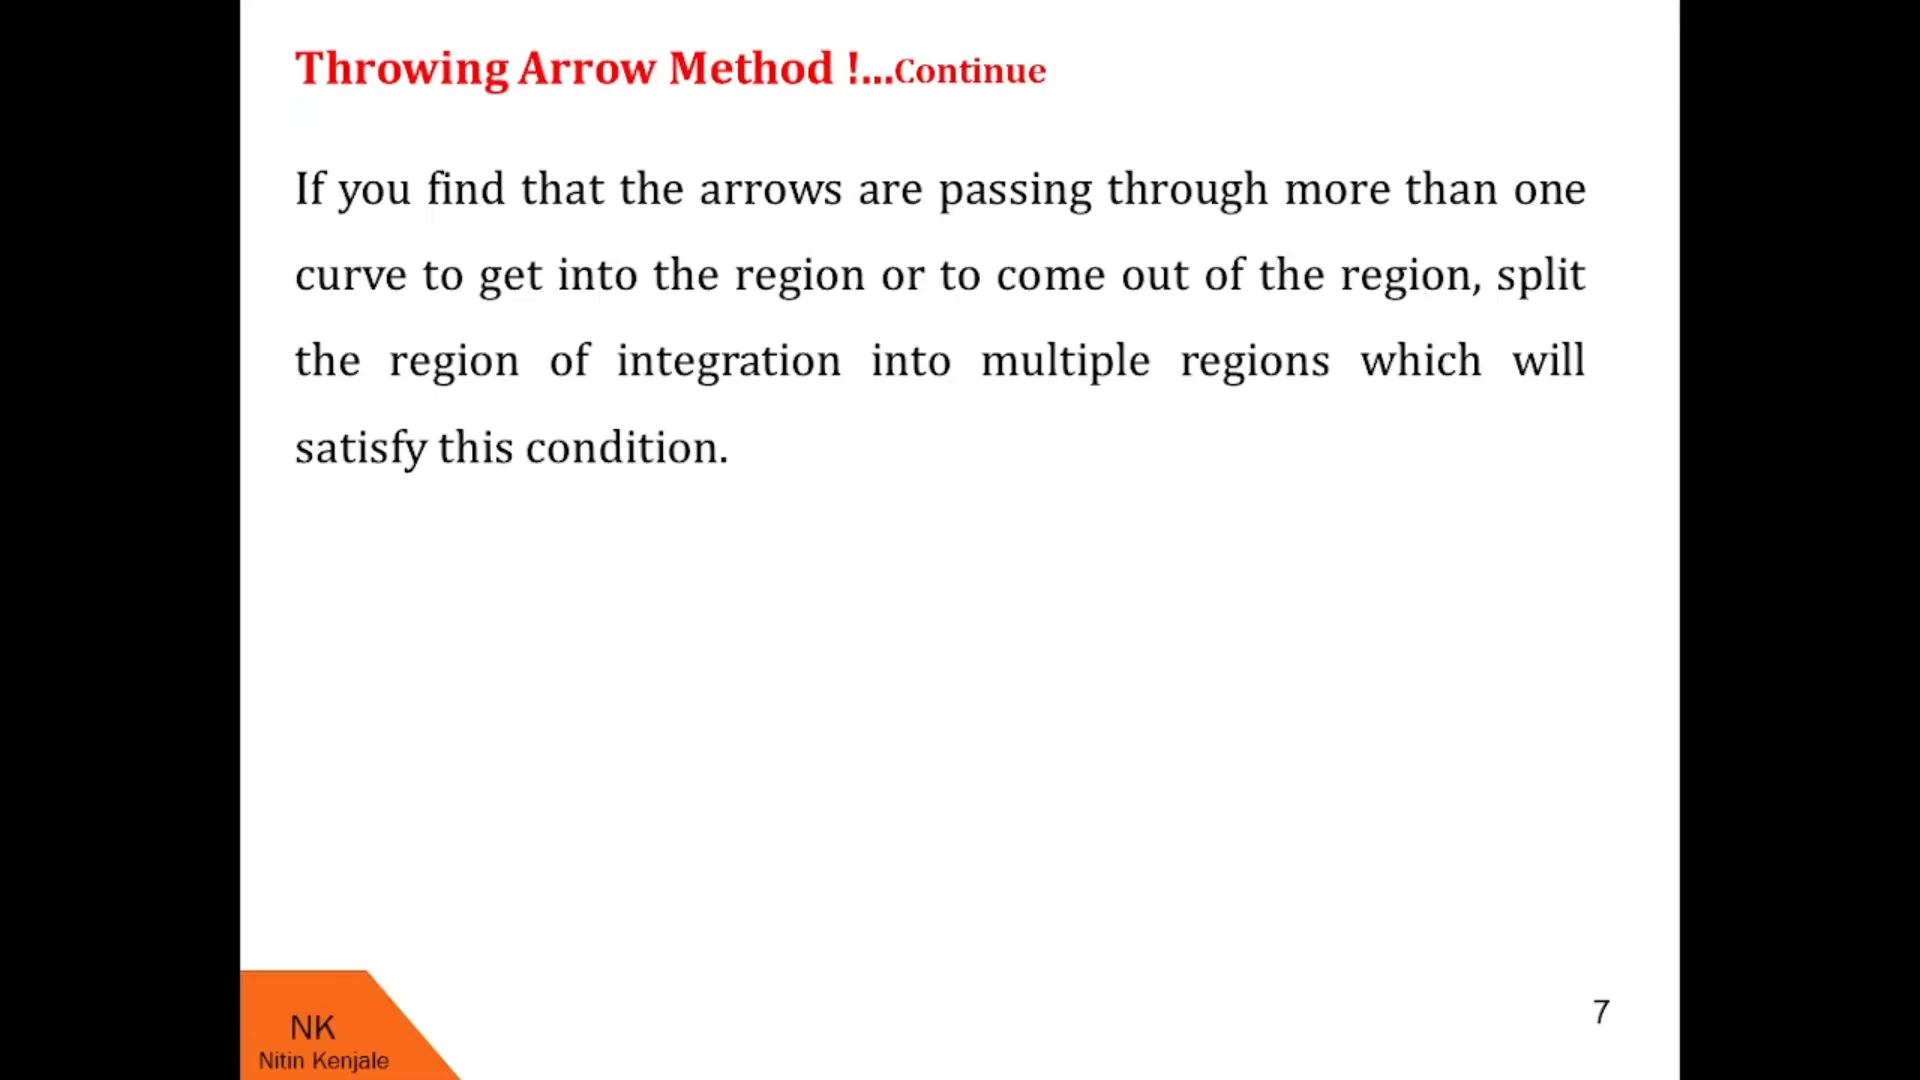 Throwing Arrow Method !...Continue
If you find that the arrows are passing through more than one
curve to get into the region or to come out of the region, split
the region of integration into multiple regions which will
satisfy this condition.
NK
Nitin Kenjale
7